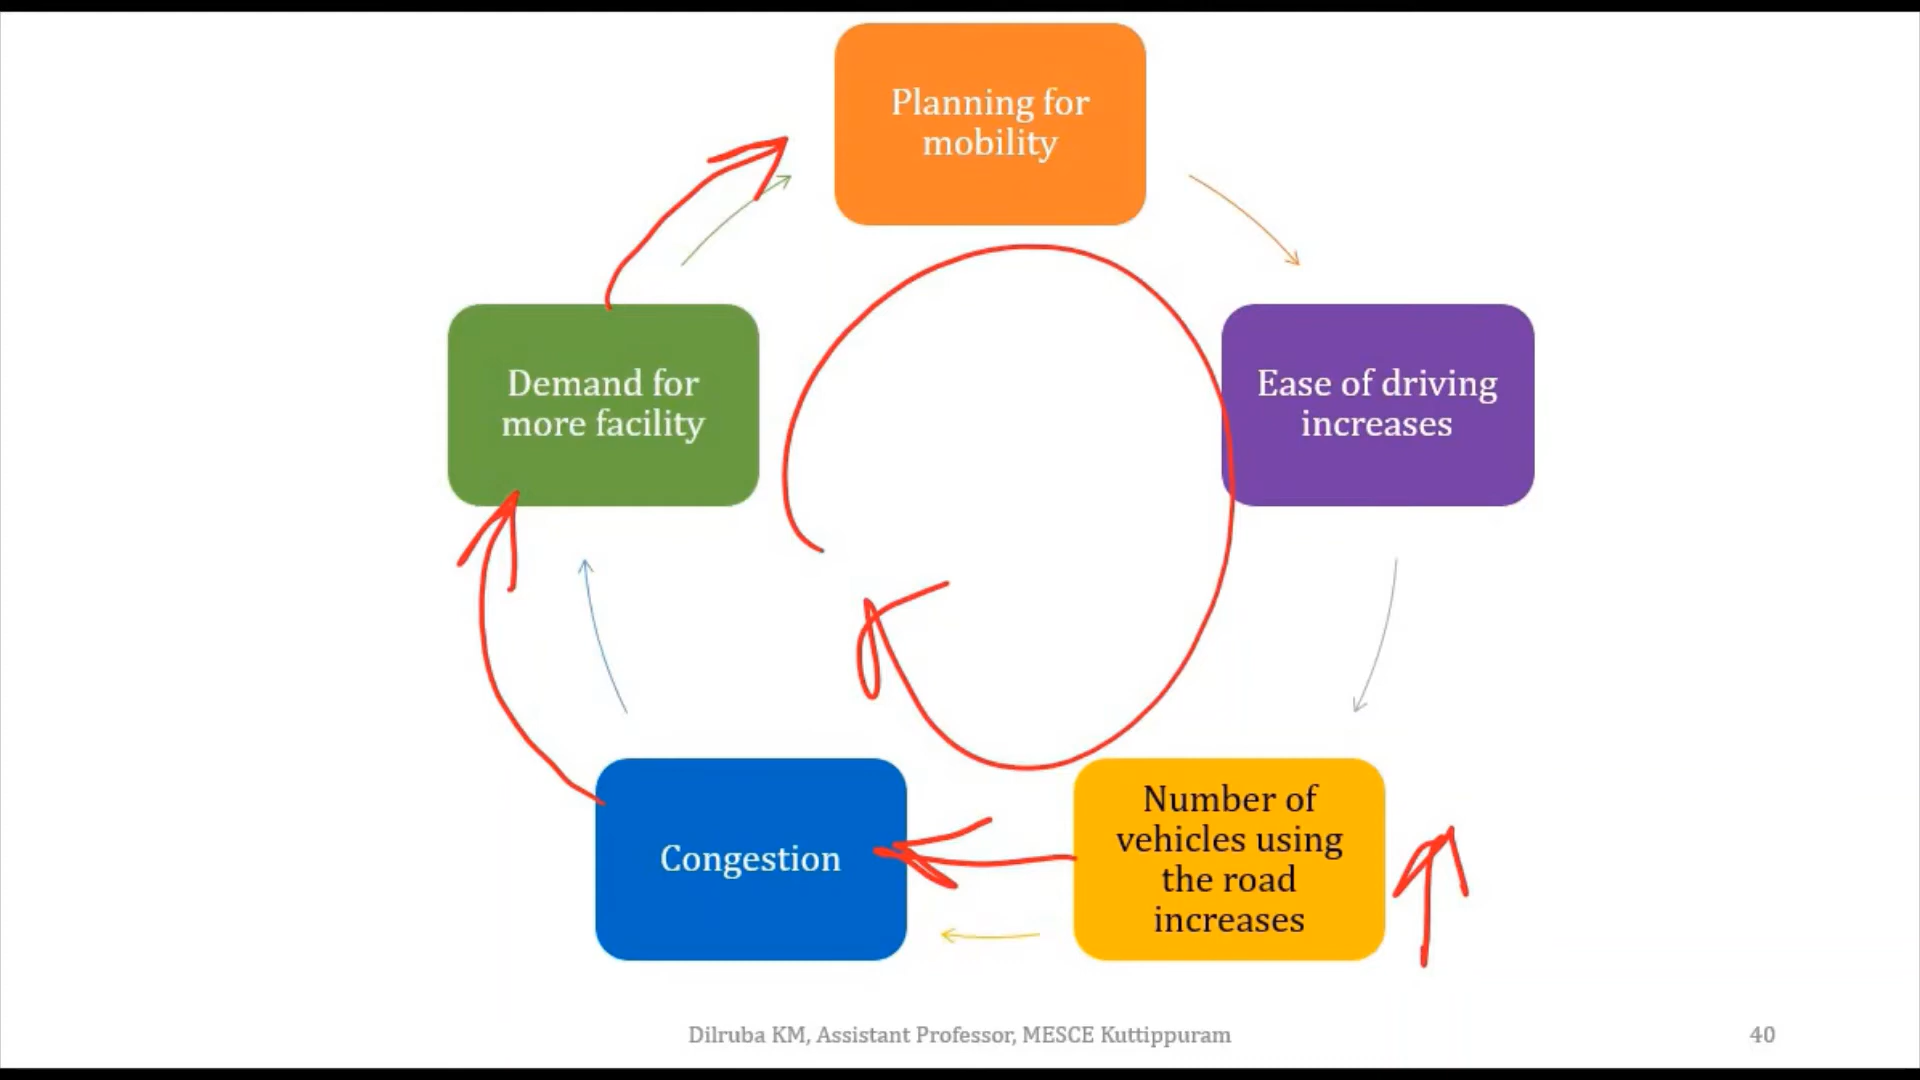 Planning for
mobility
Ease of driving
increases
Number of
vehicles using
the road
increases
Congestion
Demand for
more facility
Dilruba KM, Assistant Professor, MESCE Kuttippuram
40